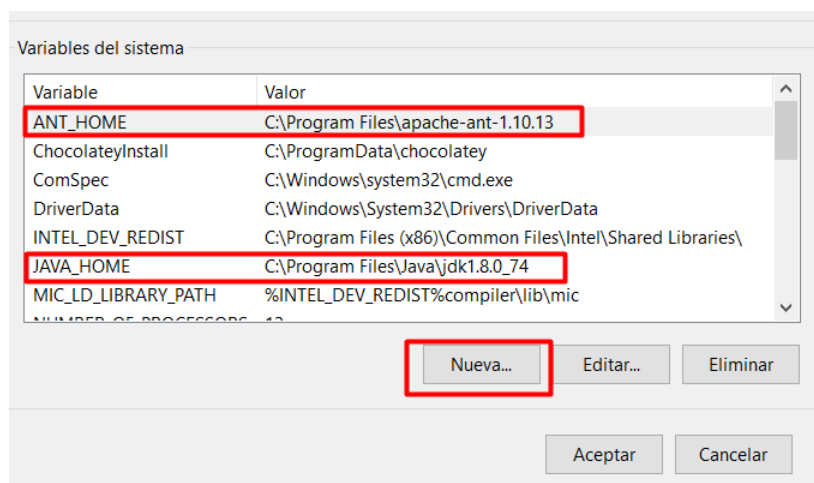 Variables del sistema
Variable Valor
ANT_HOME C:\Program Files\apache-ant-1.10.13
ChocolateyInstall C:\ProgramData\chocolatey
ComSpec C:\Windows\system32\cmd.exe
DriverData C:\Windows\System32\Drivers\DriverData
INTEL_DEV_REDIST C:\Program Files (x86)\Common Files\Intel\Shared Libraries\
JAVA_HOME C:\Program Files\Java\jdk1.8.0_74
MIC_LD_LIBRARY_PATH %INTEL_DEV_REDIST%compiler\lib\mic
NUMBER_OF_PROCESSORS 12
Nueva... Editar... Eliminar
Aceptar Cancelar